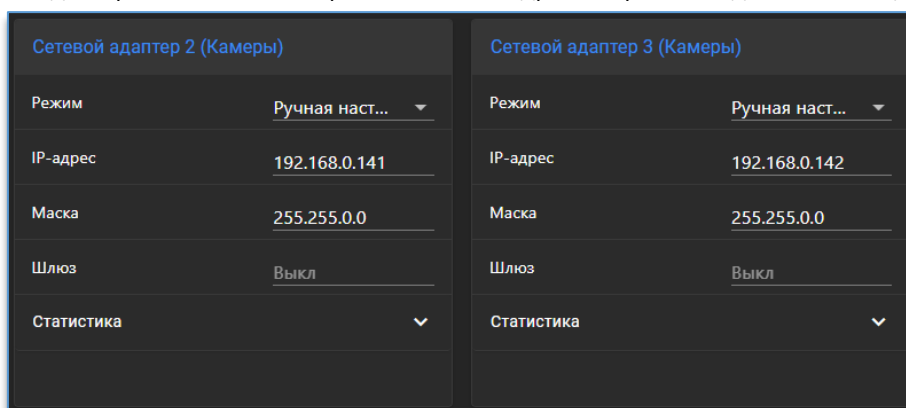 Сетевой адаптер 2 (Камеры)
Режим
Ручная наст...
IP-адрес
192.168.0.141
Маска
255.255.0.0
Шлюз
Выкл
Статистика
Сетевой адаптер 3 (Камеры)
Режим
Ручная наст...
IP-адрес
192.168.0.142
Маска
255.255.0.0
Шлюз
Выкл
Статистика